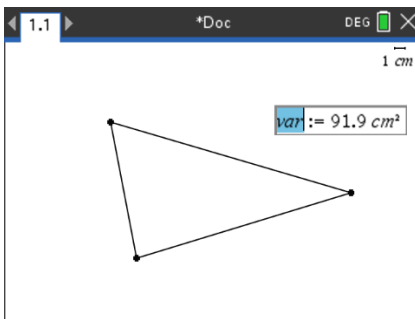 1.1 *Doc DEG
1 cm
var := 91.9 cm²